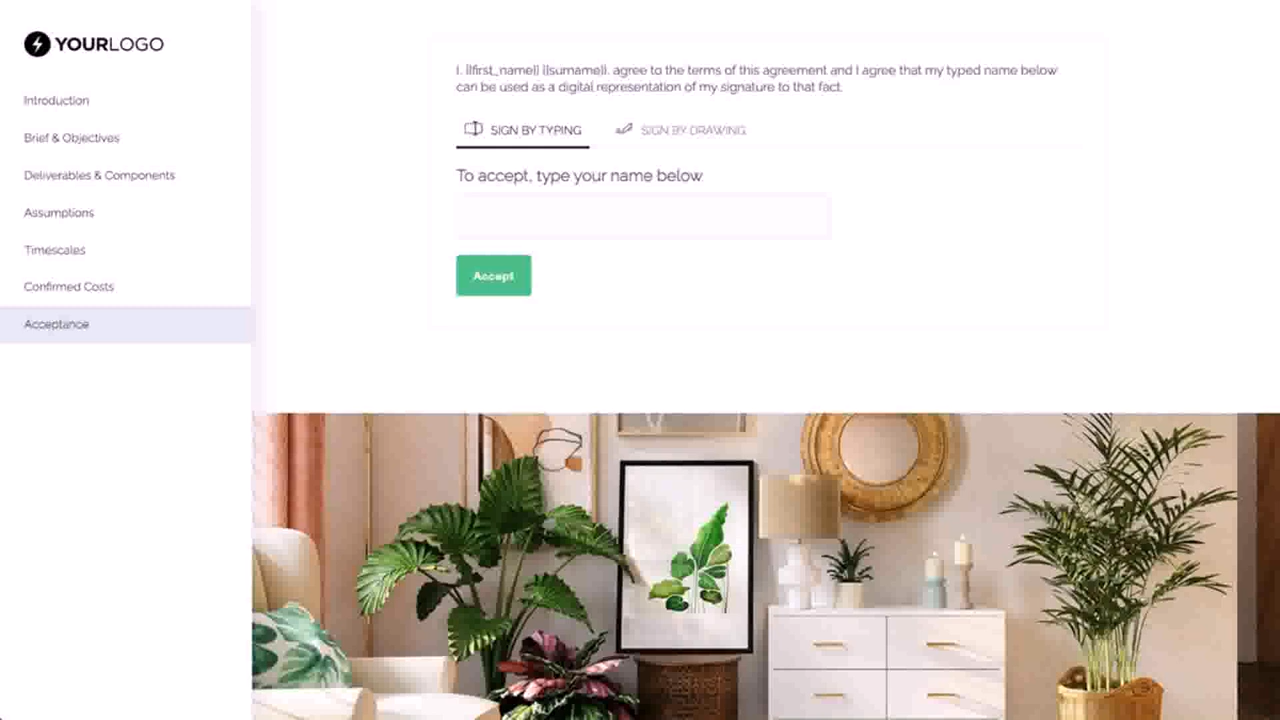 YOURLOGO
Introduction
Brief & Objectives
Deliverables & Components
Assumptions
Timescales
Confirmed Costs
Acceptance
I, [[first_name]] [[surname]], agree to the terms of this agreement and I agree that my typed name below
can be used as a digital representation of my signature to that fact.
SIGN BY TYPING
SIGN BY DRAWING
To accept, type your name below
Accept